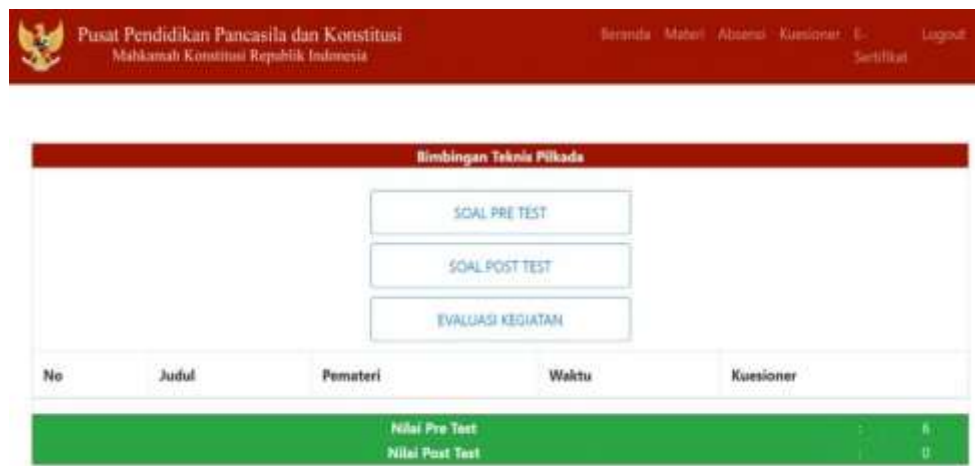 Pusat Pendidikan Pancasila dan Konstitusi
Mahkamah Konstitusi Republik Indonesia
Beranda Materi Absensi Kuesioner E-Sertifikat Logout
Bimbingan Teknis Pilkada
SOAL PRE TEST
SOAL POST TEST
EVALUASI KEGIATAN
No Judul Pemateri Waktu Kuesioner
Nilai Pre Test : 6
Nilai Post Test : 0